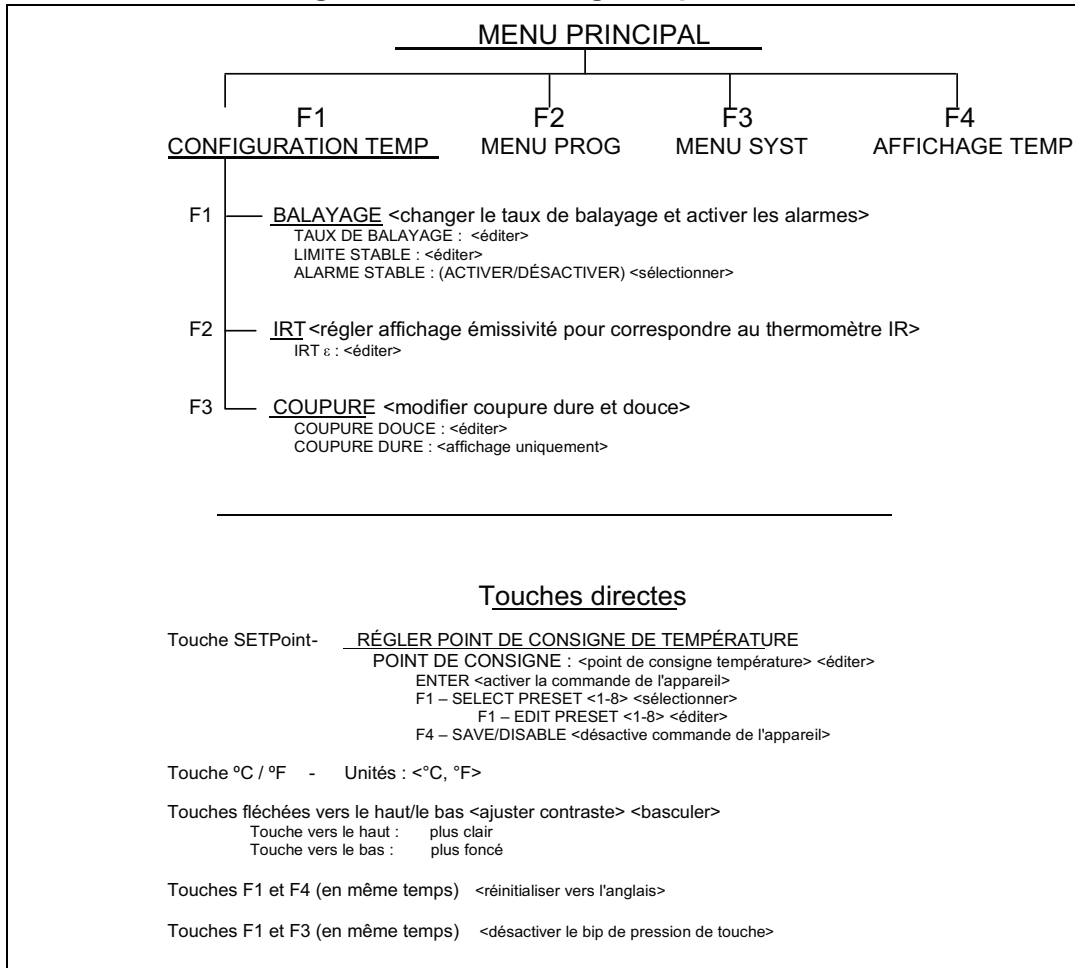 MENU PRINCIPAL
F1 F2 F3 F4
CONFIGURATION TEMP MENU PROG MENU SYST AFFICHAGE TEMP
F1 BALAYAGE <changer le taux de balayage et activer les alarmes>
TAUX DE BALAYAGE : <éditer>
LIMITE STABLE : <éditer>
ALARME STABLE : (ACTIVER/DÉSACTIVER) <sélectionner>
F2 IRT <régler affichage émissivité pour correspondre au thermomètre IR>
IRT ε : <éditer>
F3 COUPURE <modifier coupure dure et douce>
COUPURE DOUCE : <éditer>
COUPURE DURE : <affichage uniquement>
Touches directes
Touche SETPoint- RÉGLER POINT DE CONSIGNE DE TEMPÉRATURE
POINT DE CONSIGNE : <point de consigne température> <éditer>
ENTER <activer la commande de l'appareil>
F1 – SELECT PRESET <1-8> <sélectionner>
F1 – EDIT PRESET <1-8> <éditer>
F4 – SAVE/DISABLE <désactive commande de l'appareil>
Touche ºC / ºF - Unités : <°C, °F>
Touches fléchées vers le haut/le bas <ajuster contraste> <basculer>
Touche vers le haut : plus clair
Touche vers le bas : plus foncé
Touches F1 et F4 (en même temps) <réinitialiser vers l'anglais>
Touches F1 et F3 (en même temps) <désactiver le bip de pression de touche>